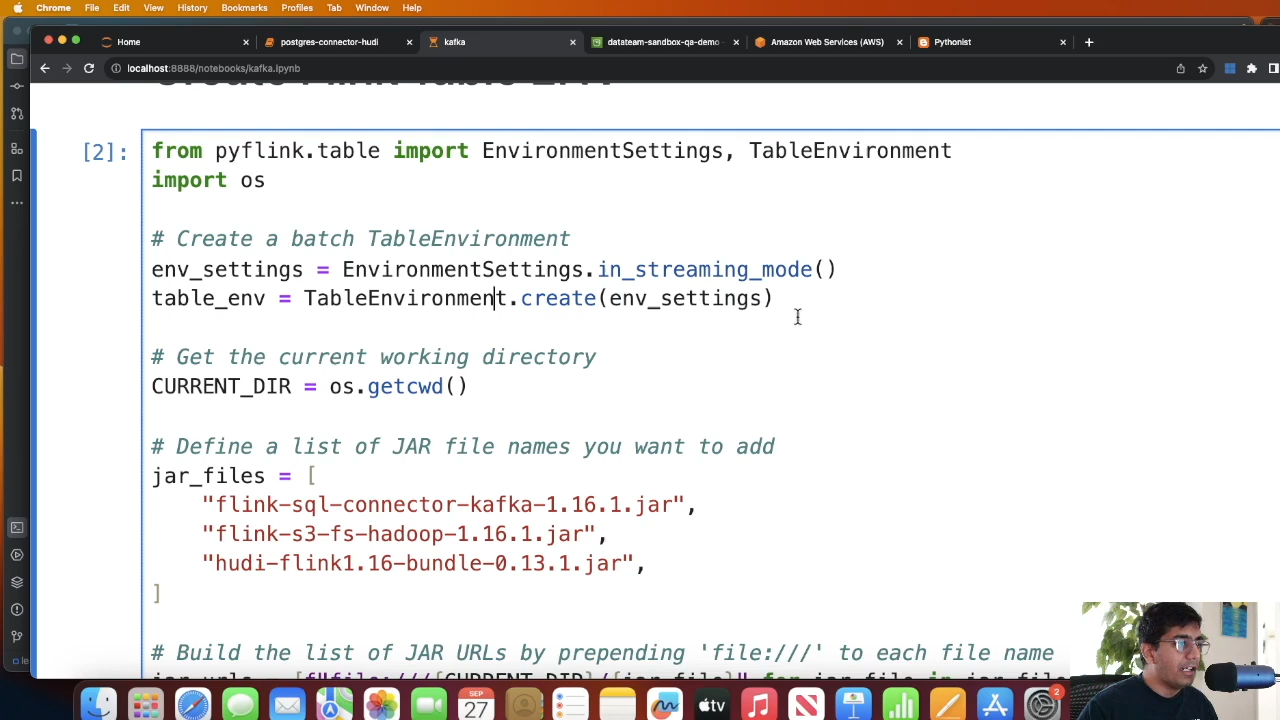 Chrome File Edit View History Bookmarks Profiles Tab Window Help
Home postgres-connector-hudi kafka datateam-sandbox-qa-demo Amazon Web Services (AWS) Pythonist
localhost:8888/notebooks/kafka.ipynb
[2]: from pyflink.table import EnvironmentSettings, TableEnvironment
import os
# Create a batch TableEnvironment
env_settings = EnvironmentSettings.in_streaming_mode()
table_env = TableEnvironment.create(env_settings)
# Get the current working directory
CURRENT_DIR = os.getcwd()
# Define a list of JAR file names you want to add
jar_files = [
"flink-sql-connector-kafka-1.16.1.jar",
"flink-s3-fs-hadoop-1.16.1.jar",
"hudi-flink1.16-bundle-0.13.1.jar",
]
# Build the list of JAR URLs by prepending 'file:///' to each file name
SEP
27
tv
2